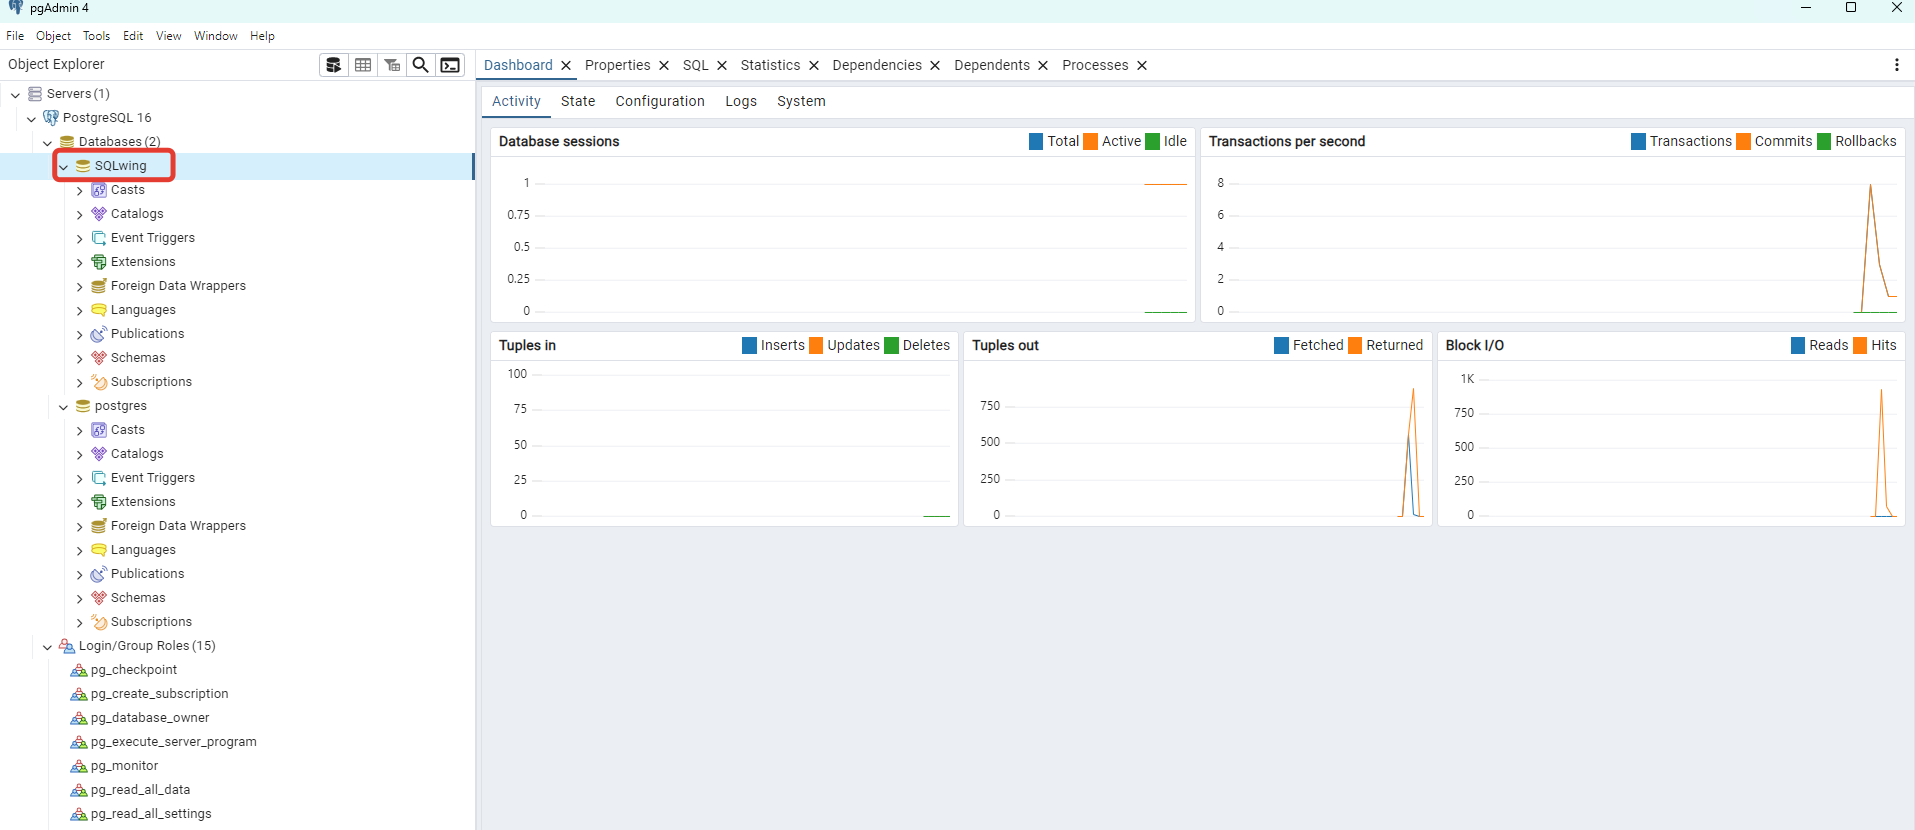 pgAdmin 4
File Object Tools Edit View Window Help
Object Explorer
Servers (1)
PostgreSQL 16
Databases (2)
SQLwing
Casts
Catalogs
Event Triggers
Extensions
Foreign Data Wrappers
Languages
Publications
Schemas
Subscriptions
postgres
Casts
Catalogs
Event Triggers
Extensions
Foreign Data Wrappers
Languages
Publications
Schemas
Subscriptions
Login/Group Roles (15)
pg_checkpoint
pg_create_subscription
pg_database_owner
pg_execute_server_program
pg_monitor
pg_read_all_data
pg_read_all_settings
Dashboard Properties SQL Statistics Dependencies Dependents Processes
Activity State Configuration Logs System
Database sessions Total Active Idle
1
0.75
0.5
0.25
0
Transactions per second Transactions Commits Rollbacks
8
6
4
2
0
Tuples in Inserts Updates Deletes
100
75
50
25
0
Tuples out Fetched Returned
750
500
250
0
Block I/O Reads Hits
1K
750
500
250
0